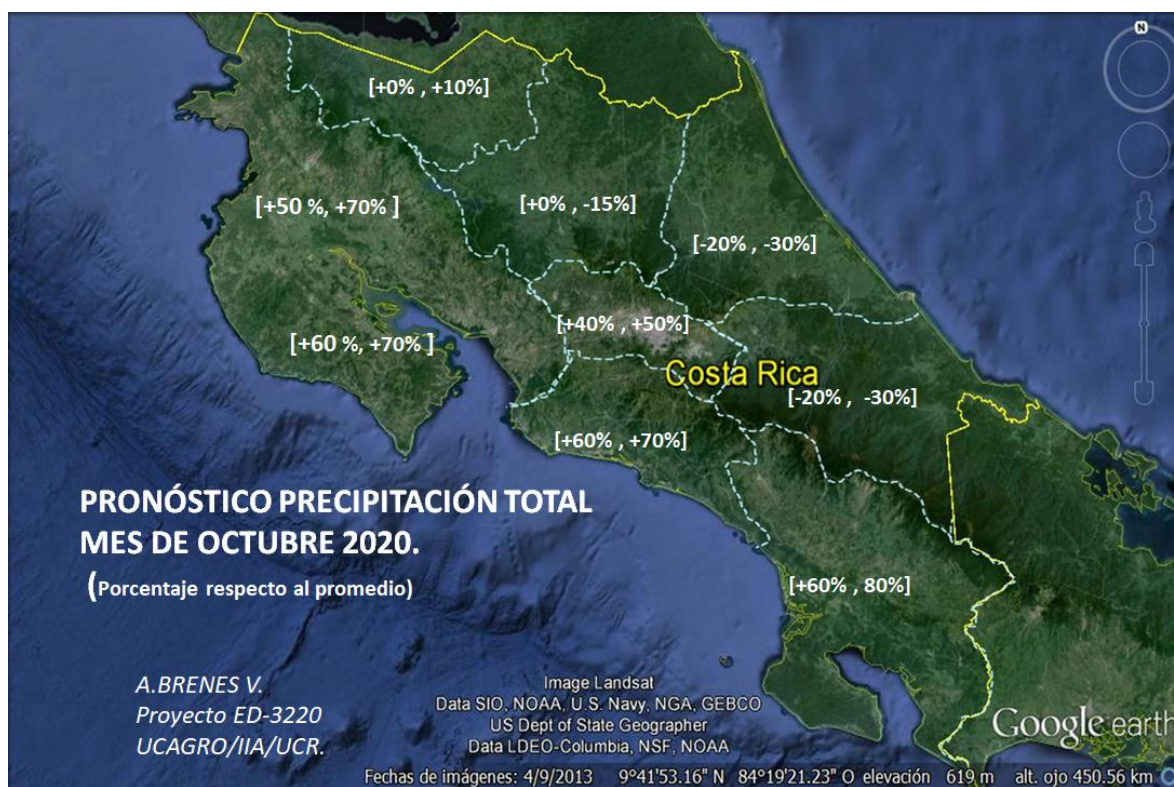 N
[+0% , +10%]
[+50 %, +70% ]
[+0% , -15%]
[-20% , -30%]
[+60 %, +70% ]
[+40% , +50%]
Costa Rica
[-20% , -30%]
[+60% , +70%]
PRONÓSTICO PRECIPITACIÓN TOTAL
MES DE OCTUBRE 2020.
(Porcentaje respecto al promedio)
[+60% , 80%]
A.BRENES V.
Proyecto ED-3220
UCAGRO/IIA/UCR.
Image Landsat
Data SIO, NOAA, U.S. Navy, NGA, GEBCO
US Dept of State Geographer
Data LDEO-Columbia, NSF, NOAA
Google earth
Fechas de imágenes: 4/9/2013 9°41'53.16" N 84°19'21.23" O elevación 619 m alt. ojo 450.56 km